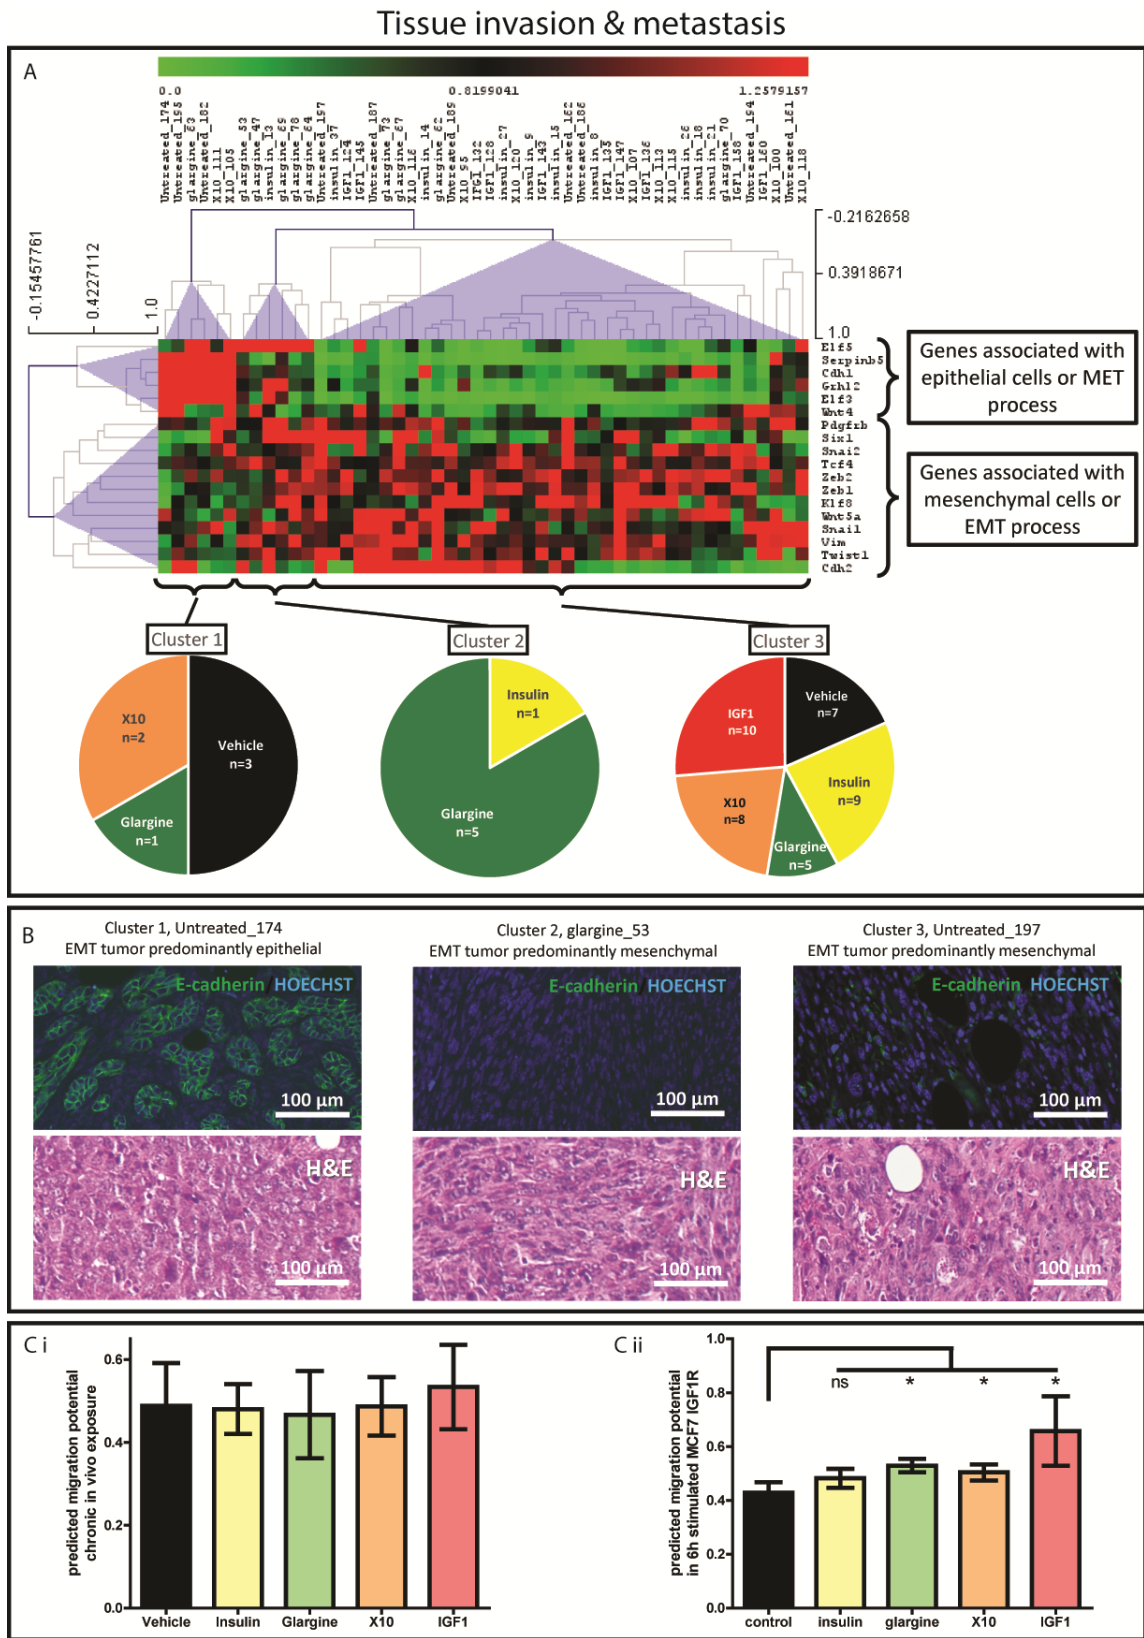 Tissue invasion & metastasis
A
0.0
0.8199041
1.2579157
Untreated_174
Untreated_195
glargine_63
Untreated_182
X10_111
X10_105
glargine_53
glargine_47
insulin_13
glargine_69
glargine_78
glargine_64
Untreated_197
insulin_37
IGF1_124
IGF1_145
Untreated_187
glargine_73
glargine_67
X10_116
insulin_14
glargine_62
Untreated_189
X10_95
IGF1_132
IGF1_128
insulin_27
X10_120
insulin_9
IGF1_143
insulin_15
Untreated_162
Untreated_186
insulin_8
IGF1_135
IGF1_147
X10_107
IGF1_136
X10_113
X10_115
insulin_26
insulin_18
insulin_21
glargine_70
IGF1_158
Untreated_194
IGF1_160
X10_100
Untreated_161
X10_118
-0.2162658
0.3918671
1.0
-0.15457761
0.4227112
1.0
Elf5
Serpinb5
Cdh1
Grhl2
Elf3
Wnt4
Pdgfrb
Six1
Snai2
Tcf4
Zeb2
Zeb1
Klf8
Wnt5a
Snail
Vim
Twist1
Cdh2
Genes associated with
epithelial cells or MET
process
Genes associated with
mesenchymal cells or
EMT process
Cluster 1
Cluster 2
Cluster 3
X10
n=2
Vehicle
n=3
Glargine
n=1
Insulin
n=1
Glargine
n=5
IGF1
n=10
Vehicle
n=7
Insulin
n=9
X10
n=8
Glargine
n=5
B
Cluster 1, Untreated_174
EMT tumor predominantly epithelial
Cluster 2, glargine_53
EMT tumor predominantly mesenchymal
Cluster 3, Untreated_197
EMT tumor predominantly mesenchymal
E-cadherin HOECHST
100 µm
E-cadherin HOECHST
100 µm
E-cadherin HOECHST
100 µm
H&E
100 µm
H&E
100 µm
H&E
100 µm
C i
predicted migration potential
chronic in vivo exposure
0.6
0.4
0.2
0.0
Vehicle
Insulin
Glargine
X10
IGF1
C ii
predicted migration potential
in 6h stimulated MCF7 IGF1R
1.0
0.8
0.6
0.4
0.2
0.0
ns
*
*
*
control
insulin
glargine
X10
IGF1